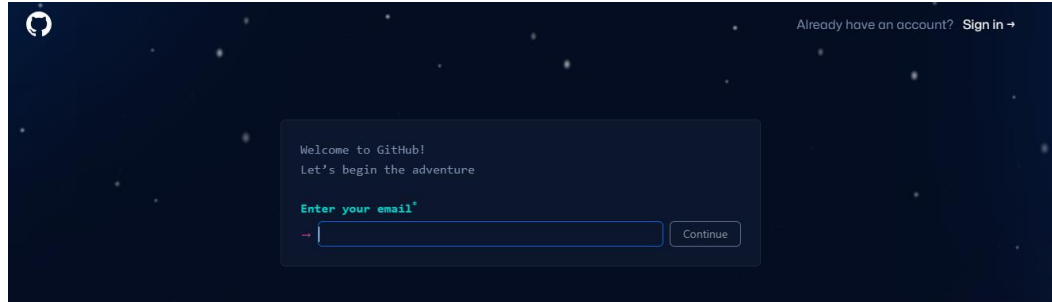 Already have an account? Sign in →
Welcome to GitHub!
Let's begin the adventure
Enter your email*
→ Continue